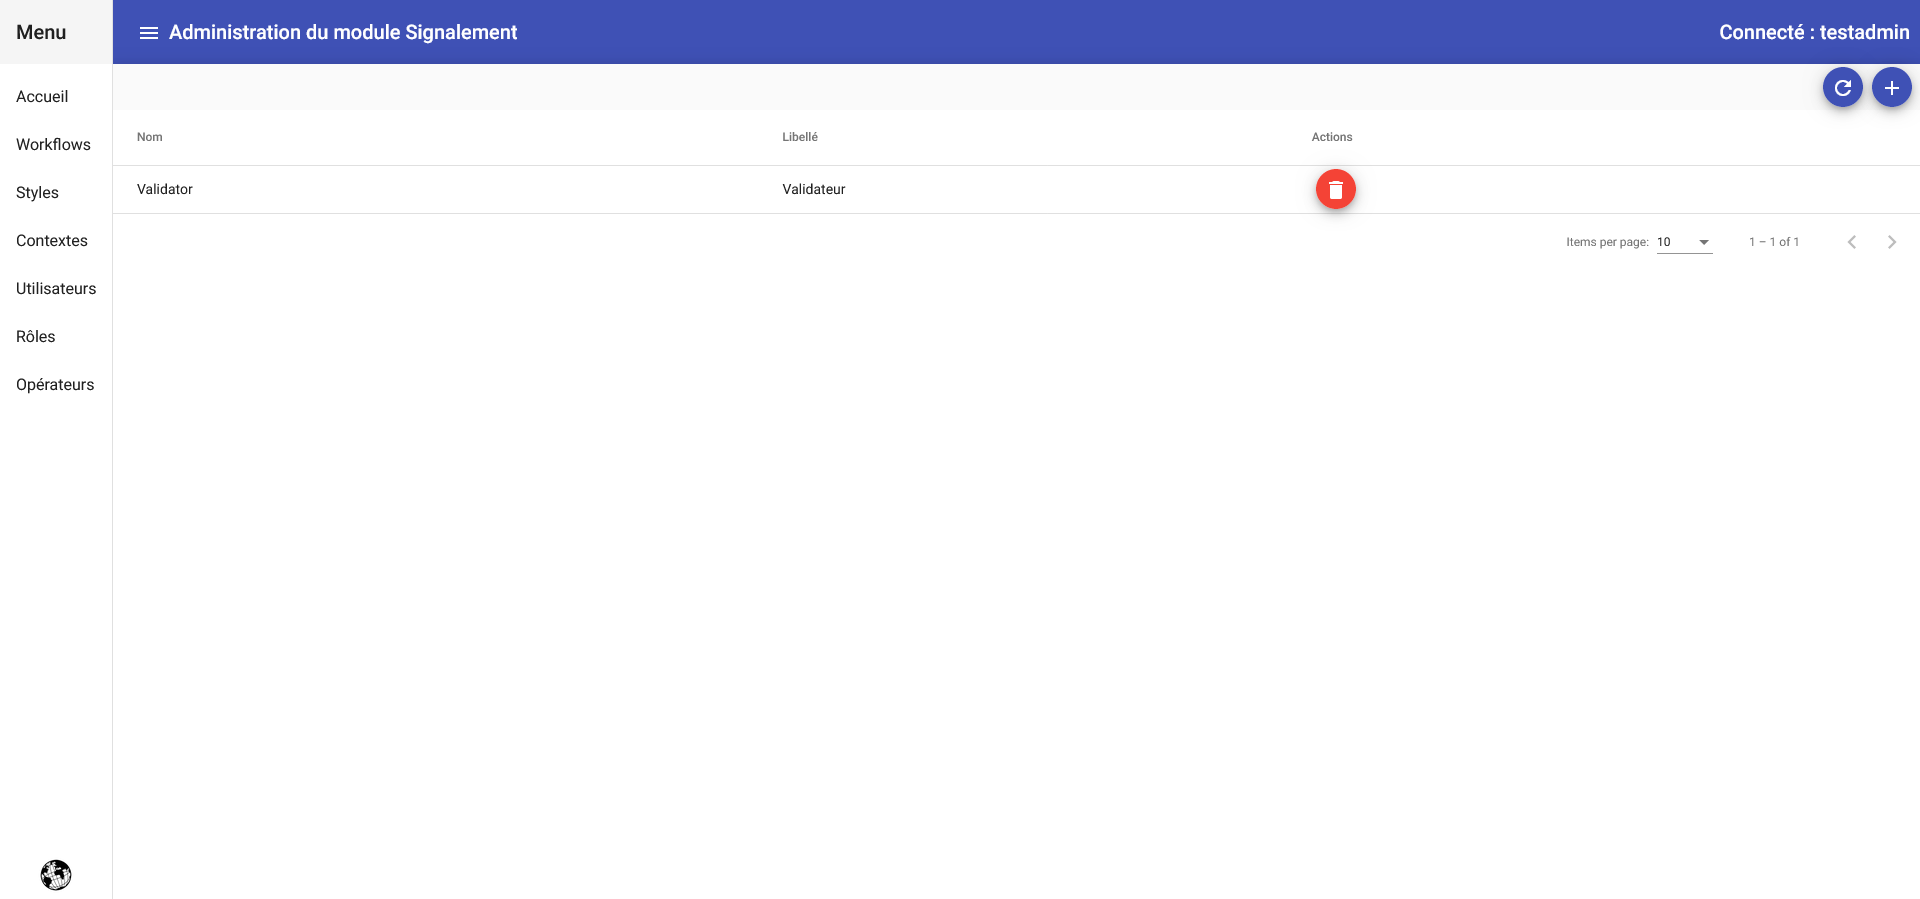 Menu
Administration du module Signalement
Connecté : testadmin
Accueil
Workflows
Styles
Contextes
Utilisateurs
Rôles
Opérateurs
Nom Libellé Actions
Validator Validateur
Items per page: 10 1 – 1 of 1